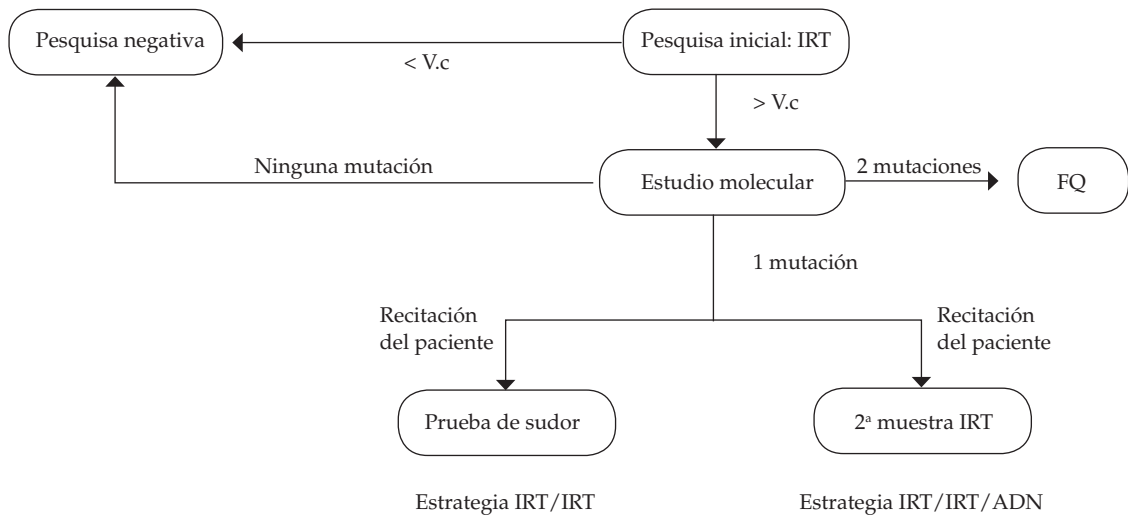 Pesquisa negativa
Pesquisa inicial: IRT
< V.c
> V.c
Ninguna mutación
Estudio molecular
2 mutaciones
FQ
1 mutación
Recitación
del paciente
Recitación
del paciente
Prueba de sudor
2ª muestra IRT
Estrategia IRT/IRT
Estrategia IRT/IRT/ADN